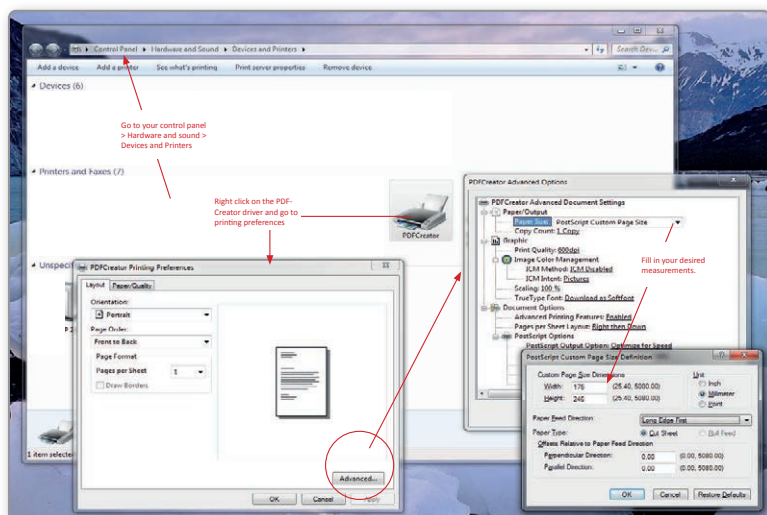 Control Panel ▸ Hardware and Sound ▸ Devices and Printers ▸
Search Dev...
Add a device Add a printer See what's printing Print server properties Remove device
Devices (6)
Go to your control panel
> Hardware and sound >
Devices and Printers
Printers and Faxes (7)
Right click on the PDF-
Creator driver and go to
printing preferences
PDFCreator
Unspeci
1 item selected
PDFCreator Printing Preferences
Layout Paper/Quality
Orientation:
Portrait
Page Order:
Front to Back
Page Format
Pages per Sheet 1
Draw Borders
Advanced...
OK Cancel Apply
PDFCreator Advanced Options
PDFCreator Advanced Document Settings
Paper/Output
Paper Size: PostScript Custom Page Size
Copy Count: 1 Copy
Graphic
Print Quality: 600dpi
Image Color Management
ICM Method: ICM Disabled
ICM Intent: Pictures
Scaling: 100 %
TrueType Font: Download as Softfont
Document Options
Advanced Printing Features: Enabled
Pages per Sheet Layout: Right then Down
PostScript Options
PostScript Output Option: Optimize for Speed
Fill in your desired
measurements.
PostScript Custom Page Size Definition
Custom Page Size Dimensions Unit
Width: 176 (25.40, 5080.00) Inch
Height: (25.40, 5080.00) Millimeter
Point
Paper Feed Direction: Long Edge First
Paper Type: Cut Sheet Roll Feed
Offsets Relative to Paper Feed Direction
Perpendicular Direction: 0.00 (0.00, 5080.00)
Parallel Direction: 0.00 (0.00, 5080.00)
OK Cancel Restore Defaults